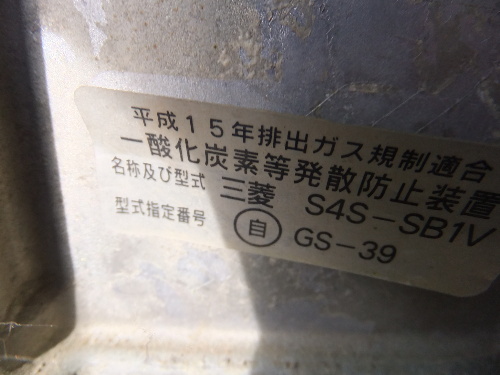 平成15年排出ガス規制適合
一酸化炭素等発散防止装置
名称及び型式 三菱 S4S-SB1V
型式指定番号 自 GS-39